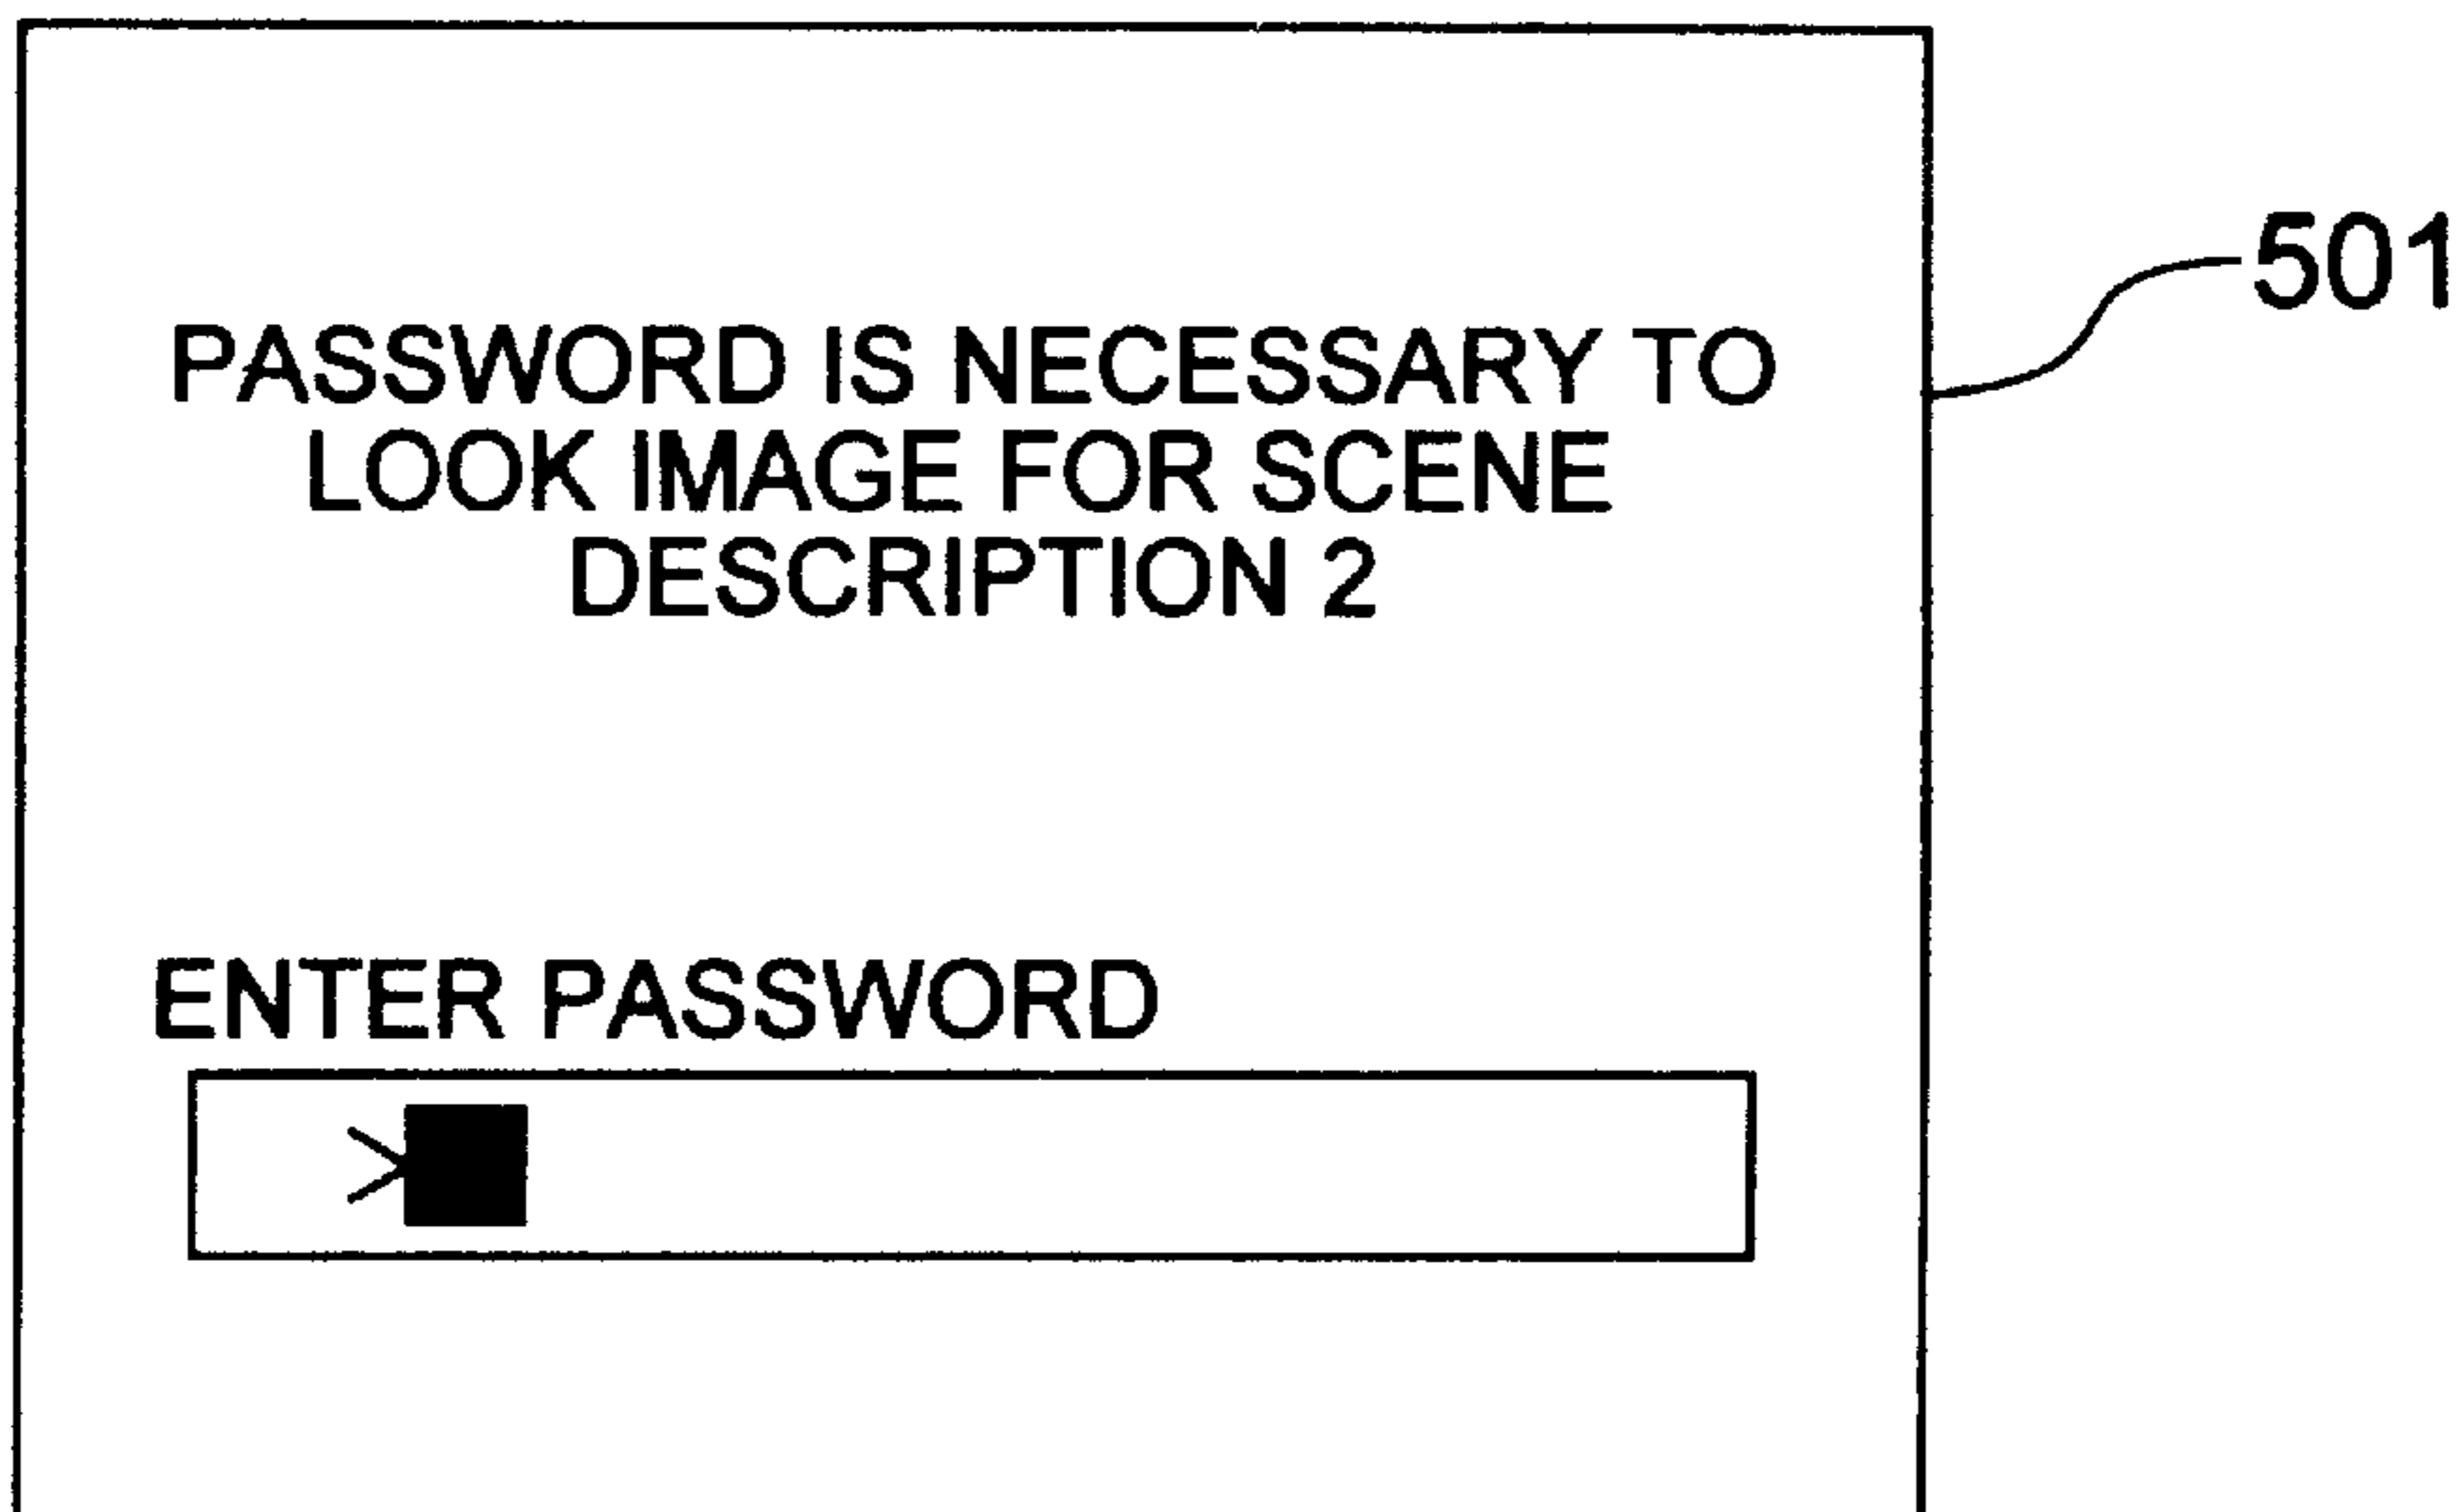 501
PASSWORD IS NECESSARY TO
LOOK IMAGE FOR SCENE
DESCRIPTION 2
ENTER PASSWORD
>